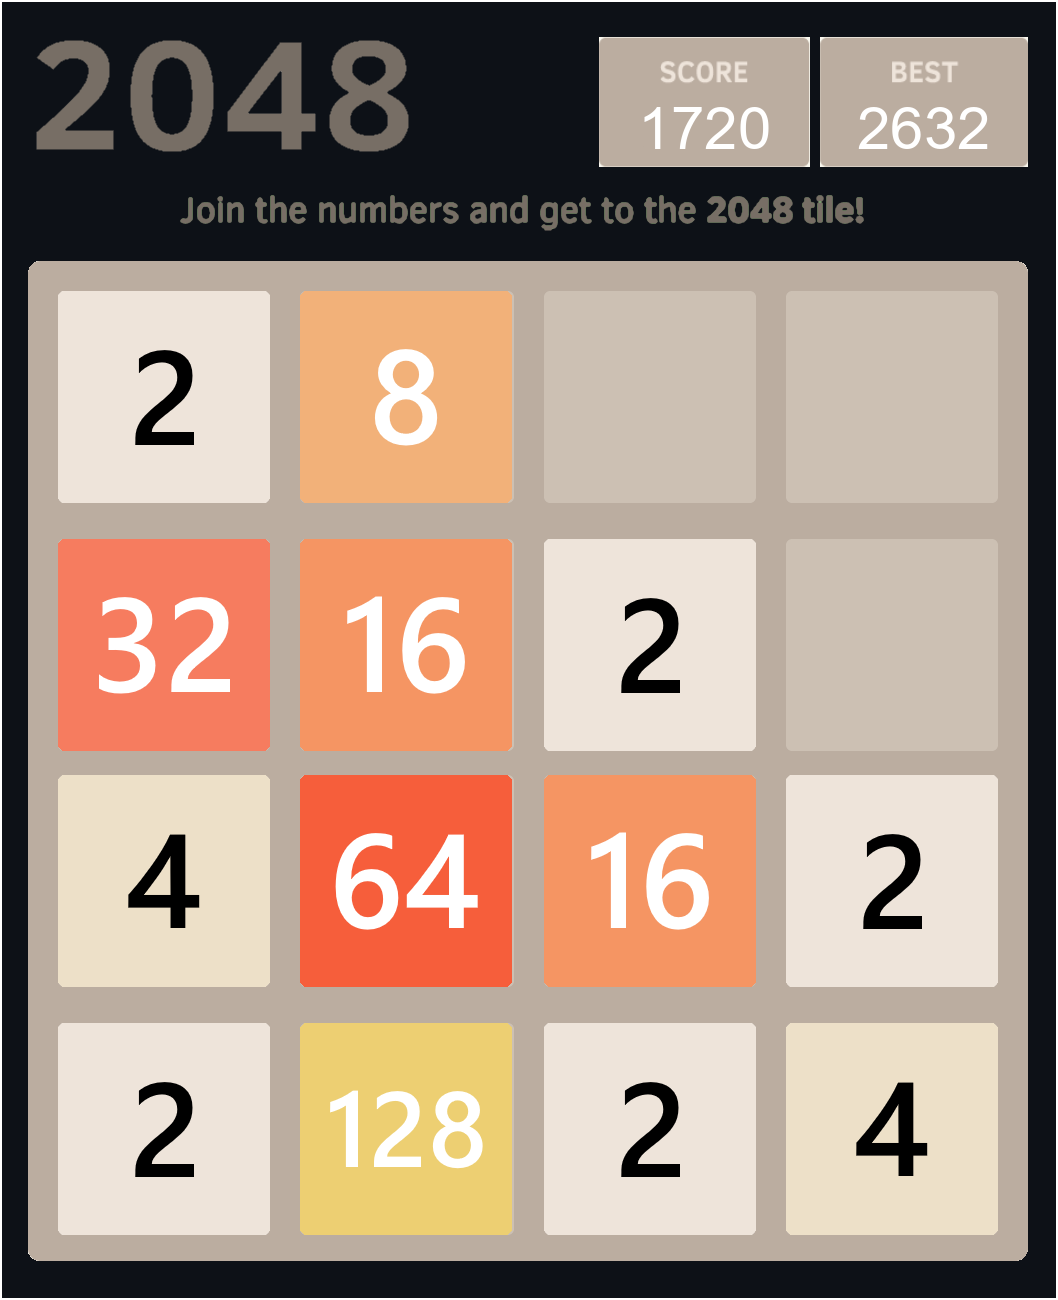 2048
SCORE BEST
1720 2632
Join the numbers and get to the 2048 tile!
2 8
32 16 2
4 64 16 2
2 128 2 4